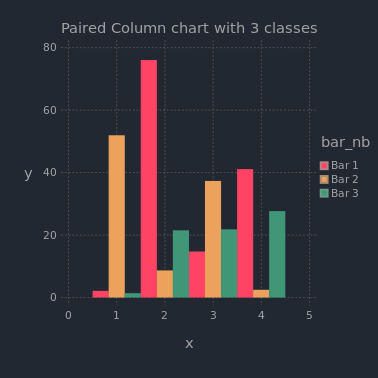 Paired Column chart with 3 classes
80
60
40
20
0
y
0 1 2 3 4 5
x
bar_nb
Bar 1
Bar 2
Bar 3